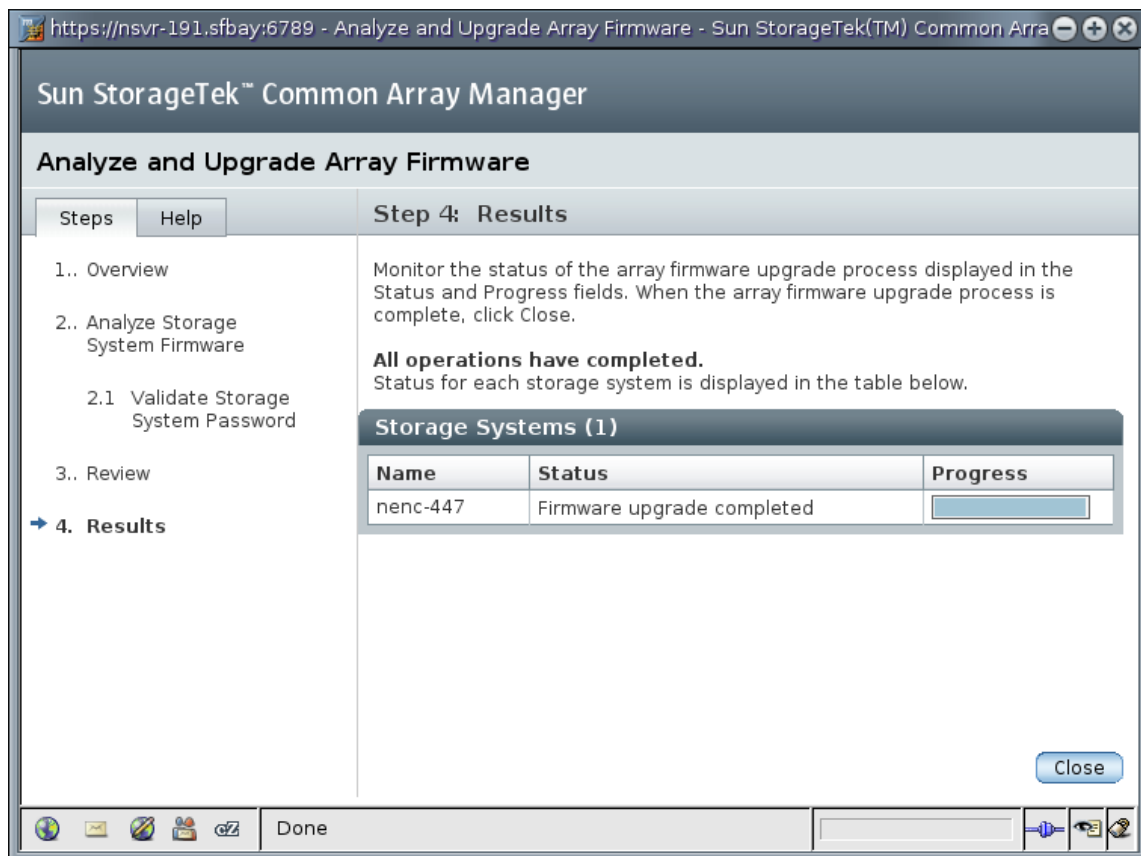 https://nsvr-191.sfbay:6789 - Analyze and Upgrade Array Firmware - Sun StorageTek(TM) Common Arra
Sun StorageTek™ Common Array Manager
Analyze and Upgrade Array Firmware
Steps
Help
1.. Overview
2.. Analyze Storage
System Firmware
2.1 Validate Storage
System Password
3.. Review
4. Results
Step 4: Results
Monitor the status of the array firmware upgrade process displayed in the
Status and Progress fields. When the array firmware upgrade process is
complete, click Close.
All operations have completed.
Status for each storage system is displayed in the table below.
Storage Systems (1)
Name Status Progress
nenc-447 Firmware upgrade completed
Close
Done